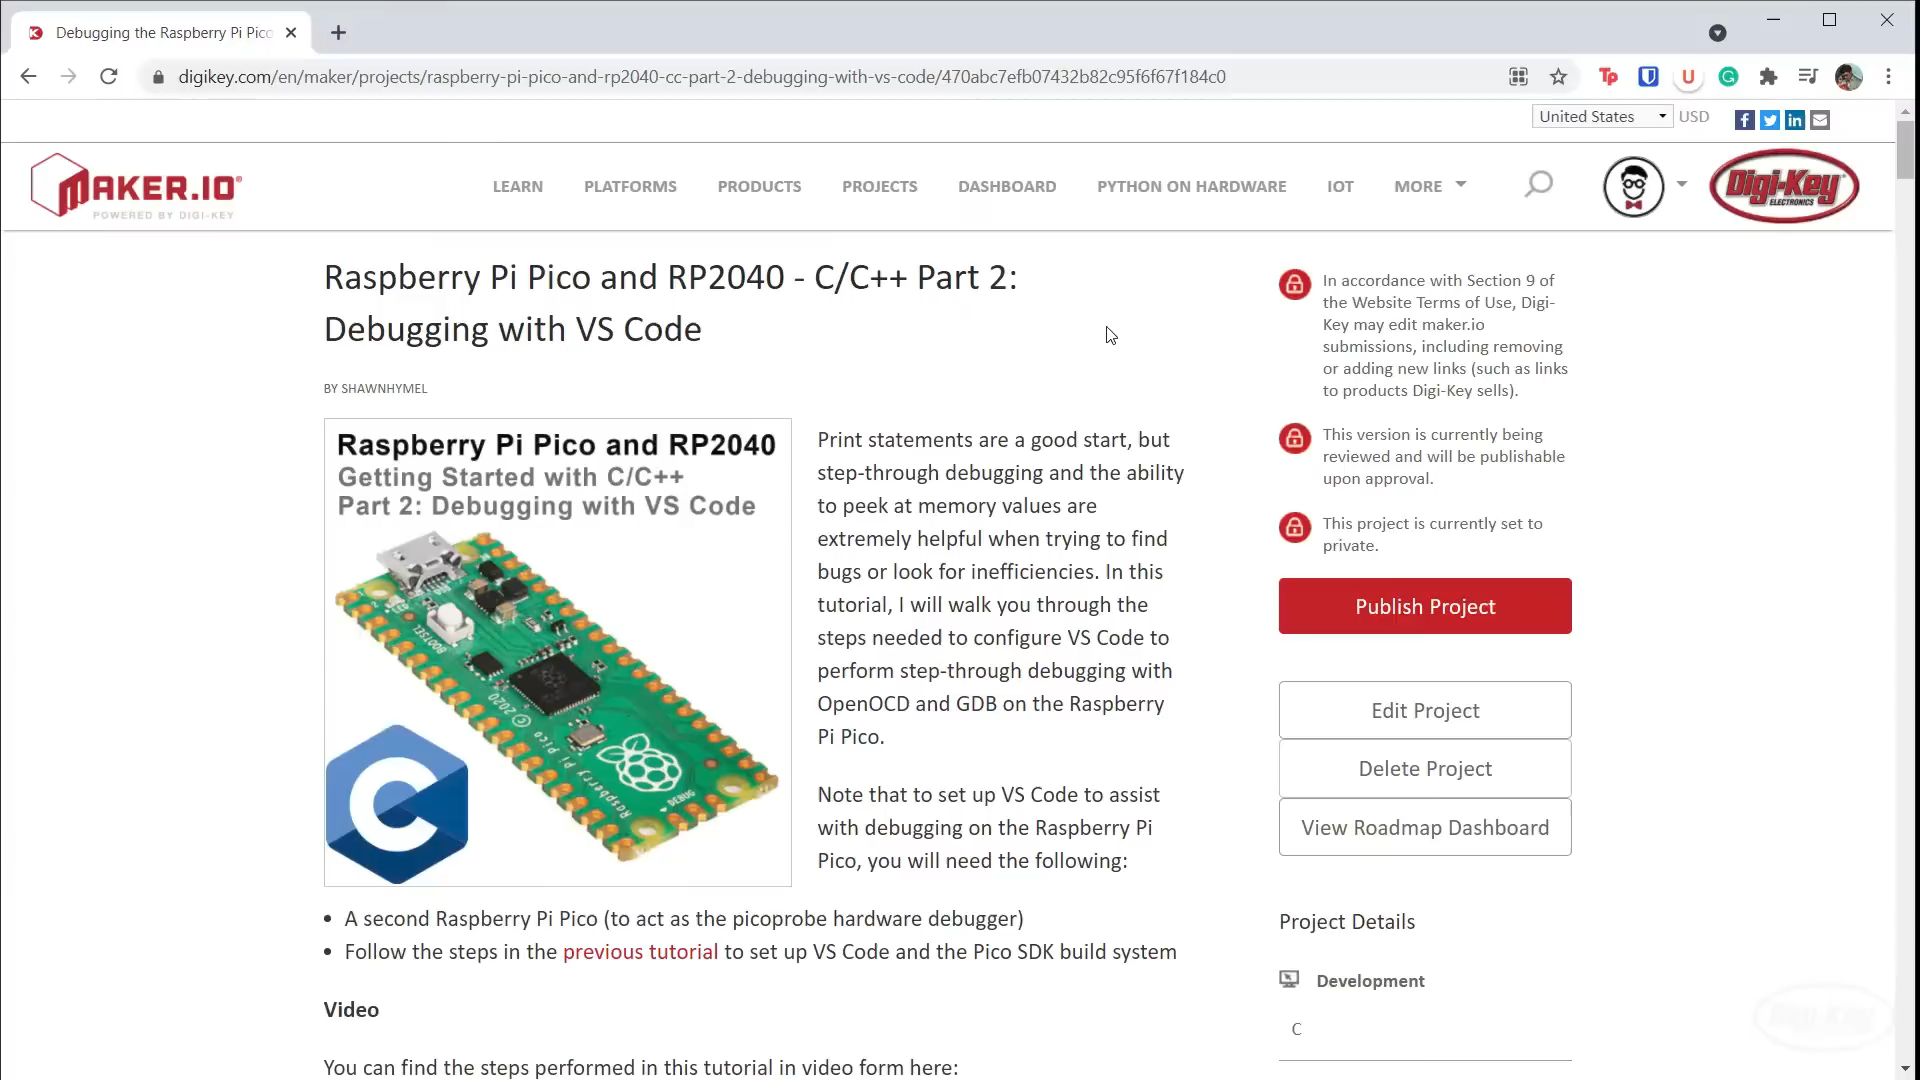 Debugging the Raspberry Pi Pico
digikey.com/en/maker/projects/raspberry-pi-pico-and-rp2040-cc-part-2-debugging-with-vs-code/470abc7efb07432b82c95f6f67f184c0
United States
USD
MAKER.IO
POWERED BY DIGI-KEY
LEARN PLATFORMS PRODUCTS PROJECTS DASHBOARD PYTHON ON HARDWARE IOT MORE
Digi-Key
ELECTRONICS
Raspberry Pi Pico and RP2040 - C/C++ Part 2:
Debugging with VS Code
BY SHAWNHYMEL
Raspberry Pi Pico and RP2040
Getting Started with C/C++
Part 2: Debugging with VS Code
LED
USB
BOOTSEL
©2020
Raspberry Pi Pico
DEBUG
C
Print statements are a good start, but
step-through debugging and the ability
to peek at memory values are
extremely helpful when trying to find
bugs or look for inefficiencies. In this
tutorial, I will walk you through the
steps needed to configure VS Code to
perform step-through debugging with
OpenOCD and GDB on the Raspberry
Pi Pico.
Note that to set up VS Code to assist
with debugging on the Raspberry Pi
Pico, you will need the following:
• A second Raspberry Pi Pico (to act as the picoprobe hardware debugger)
• Follow the steps in the previous tutorial to set up VS Code and the Pico SDK build system
Video
You can find the steps performed in this tutorial in video form here:
In accordance with Section 9 of
the Website Terms of Use, Digi-
Key may edit maker.io
submissions, including removing
or adding new links (such as links
to products Digi-Key sells).
This version is currently being
reviewed and will be publishable
upon approval.
This project is currently set to
private.
Publish Project
Edit Project
Delete Project
View Roadmap Dashboard
Project Details
Development
C
Digi-Key